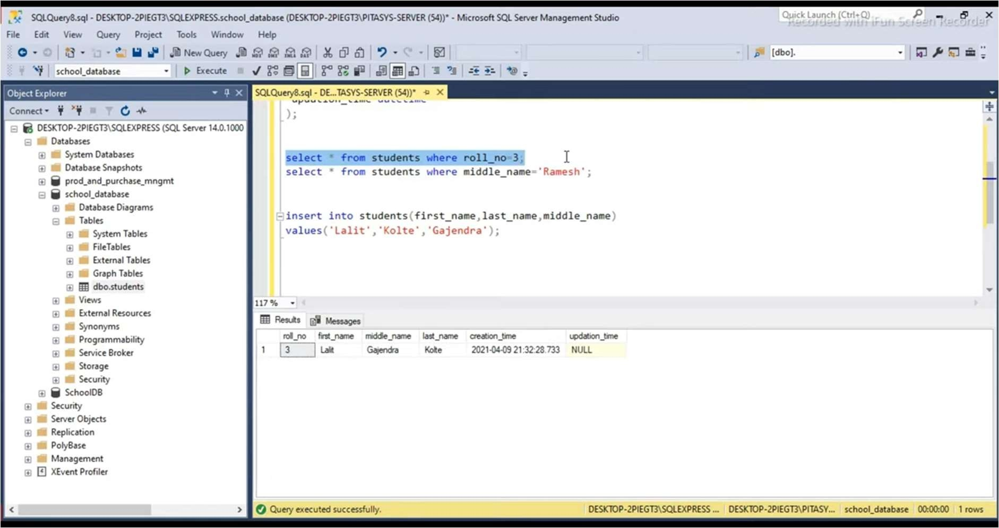 SQLQuery8.sql - DESKTOP-2PIEGT3\SQLEXPRESS.school_database (DESKTOP-2PIEGT3\PITASYS-SERVER (54))* - Microsoft SQL Server Management Studio
Quick Launch (Ctrl+Q)
Recorded with iFun Screen Recorder
File Edit View Query Project Tools Window Help
New Query
MDX DMX XMLA DAX
[dbo].
school_database
Execute
Object Explorer
SQLQuery8.sql - DE...TASYS-SERVER (54))*
Connect
DESKTOP-2PIEGT3\SQLEXPRESS (SQL Server 14.0.1000
Databases
System Databases
Database Snapshots
prod_and_purchase_mngmt
school_database
Database Diagrams
Tables
System Tables
FileTables
External Tables
Graph Tables
dbo.students
Views
External Resources
Synonyms
Programmability
Service Broker
Storage
Security
SchoolDB
Security
Server Objects
Replication
PolyBase
Management
XEvent Profiler
updation_time datetime
);
select * from students where roll_no=3;
select * from students where middle_name='Ramesh';
insert into students(first_name,last_name,middle_name)
values('Lalit','Kolte','Gajendra');
117 %
Results Messages
roll_no first_name middle_name last_name creation_time updation_time
1 3 Lalit Gajendra Kolte 2021-04-09 21:32:28.733 NULL
Query executed successfully.
DESKTOP-2PIEGT3\SQLEXPRESS ... DESKTOP-2PIEGT3\PITASY... school_database 00:00:00 1 rows